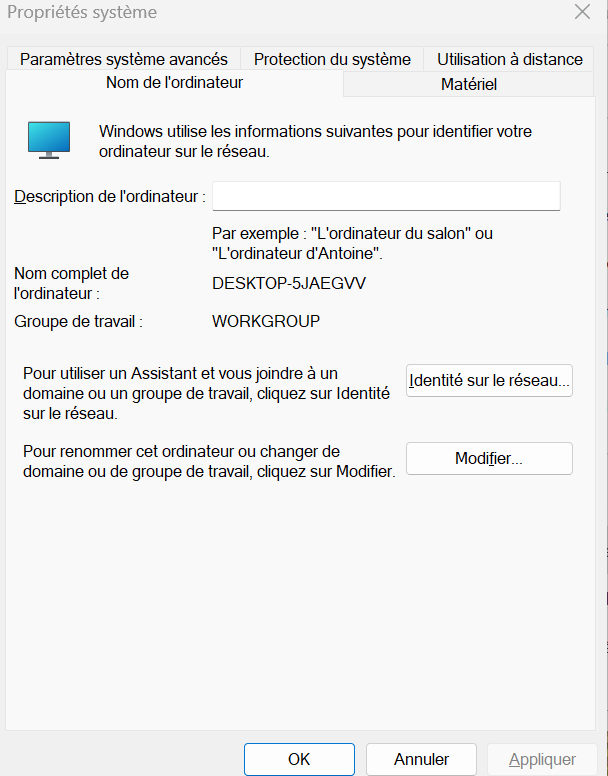 Propriétés système
Paramètres système avancés
Protection du système
Utilisation à distance
Nom de l'ordinateur
Matériel
Windows utilise les informations suivantes pour identifier votre
ordinateur sur le réseau.
Description de l'ordinateur :
Par exemple : "L'ordinateur du salon" ou
"L'ordinateur d'Antoine".
Nom complet de
l'ordinateur :
DESKTOP-5JAEGVV
Groupe de travail :
WORKGROUP
Pour utiliser un Assistant et vous joindre à un
domaine ou un groupe de travail, cliquez sur Identité
sur le réseau.
Identité sur le réseau...
Pour renommer cet ordinateur ou changer de
domaine ou de groupe de travail, cliquez sur Modifier.
Modifier...
OK
Annuler
Appliquer